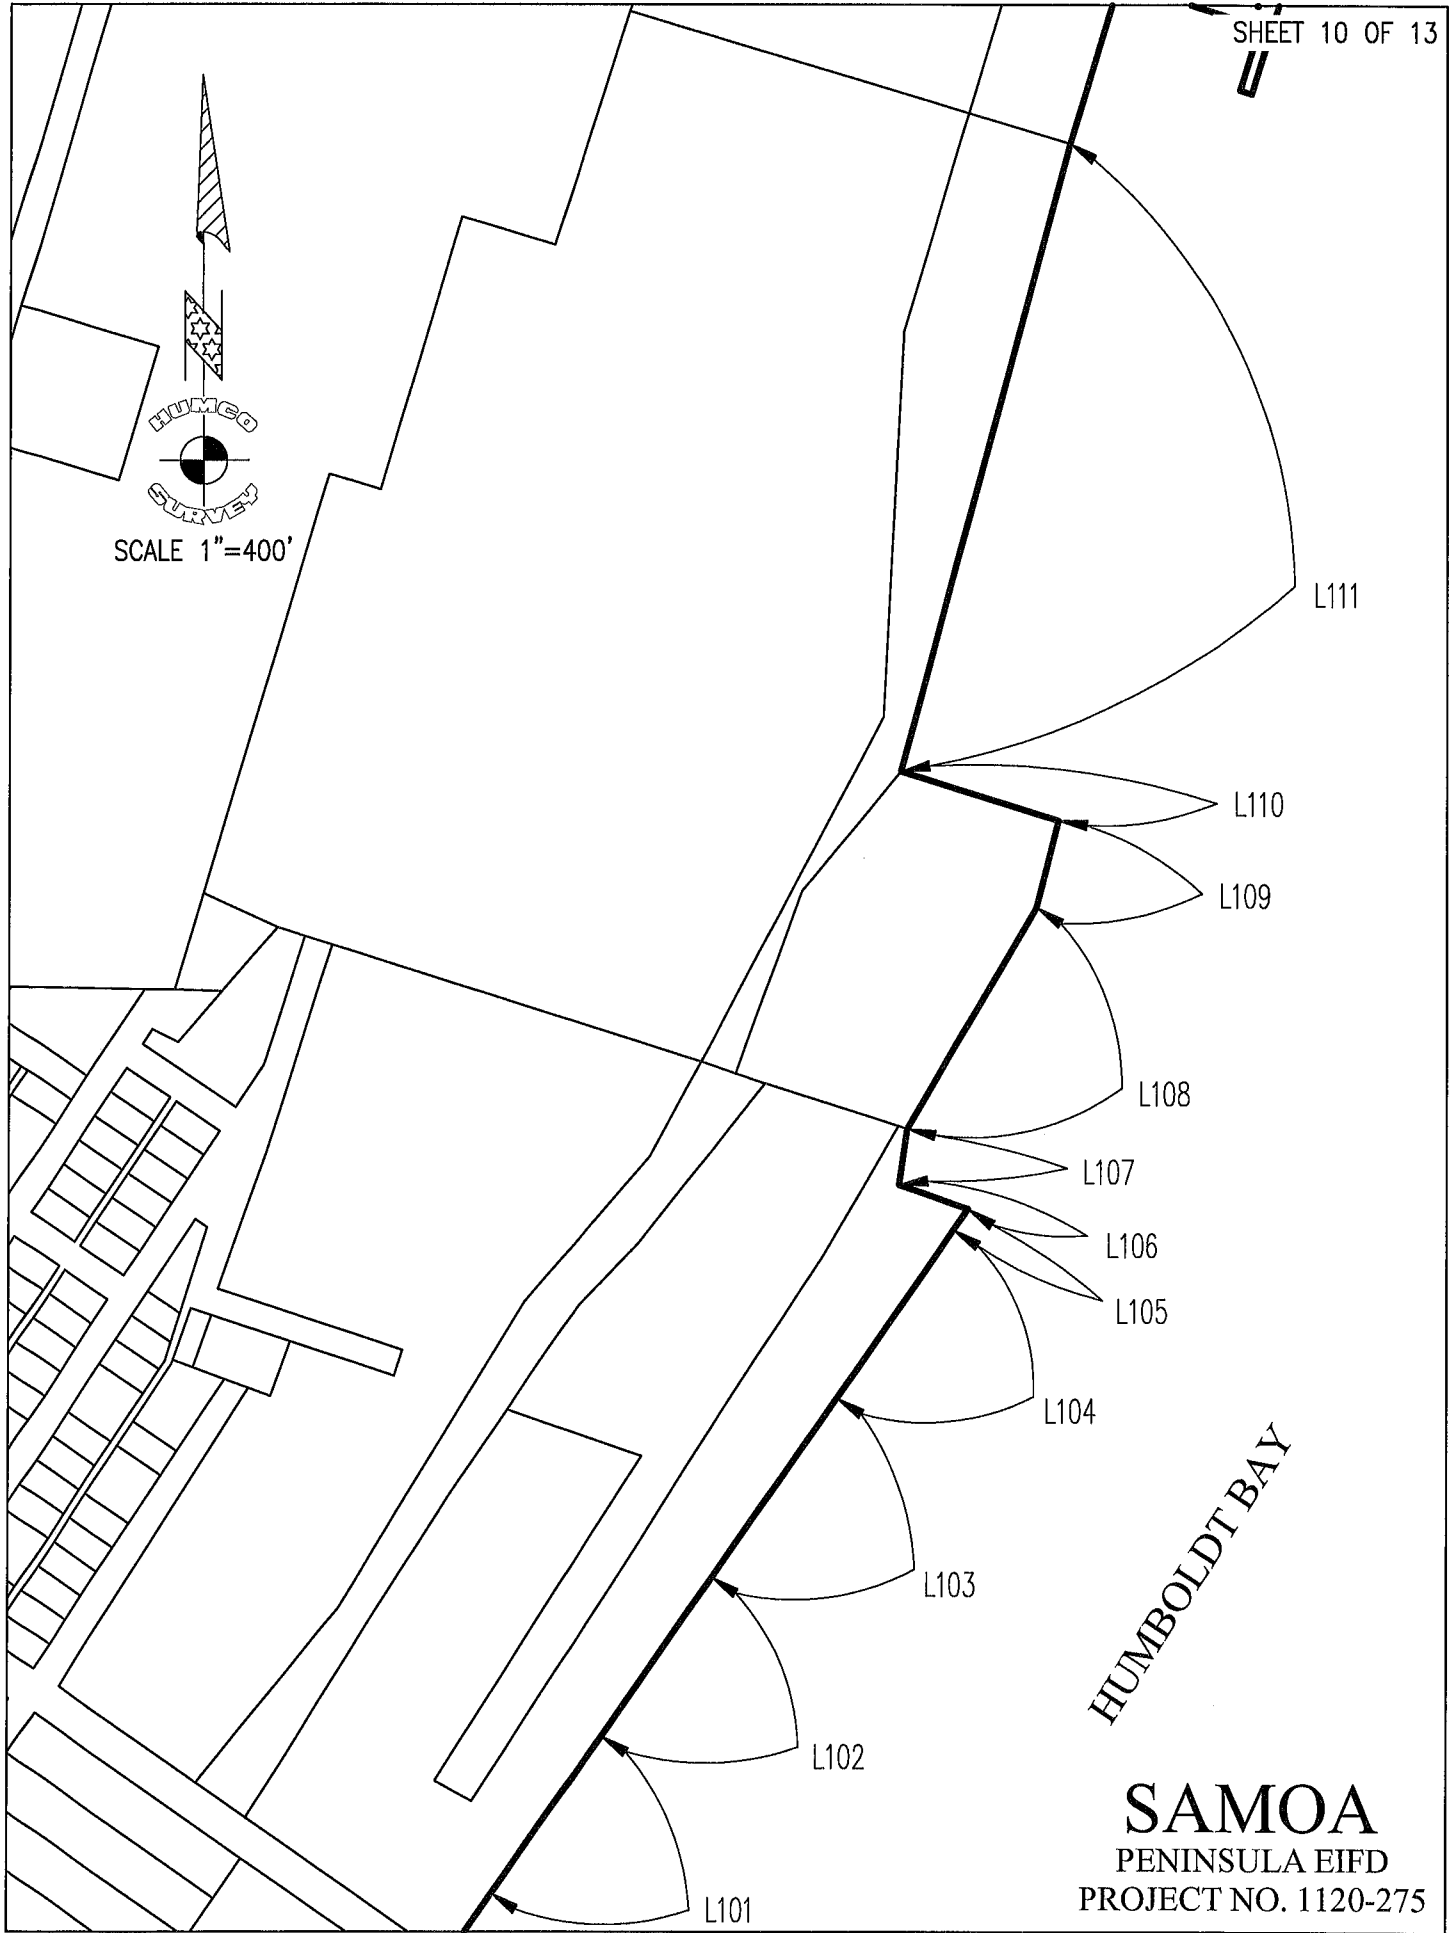 SHEET 10 OF 13
HUMCO
SURVEY
SCALE 1"=400'
L111
L110
L109
L108
L107
L106
L105
L104
L103
L102
L101
HUMBOLDT BAY
SAMOA
PENINSULA EIFD
PROJECT NO. 1120-275